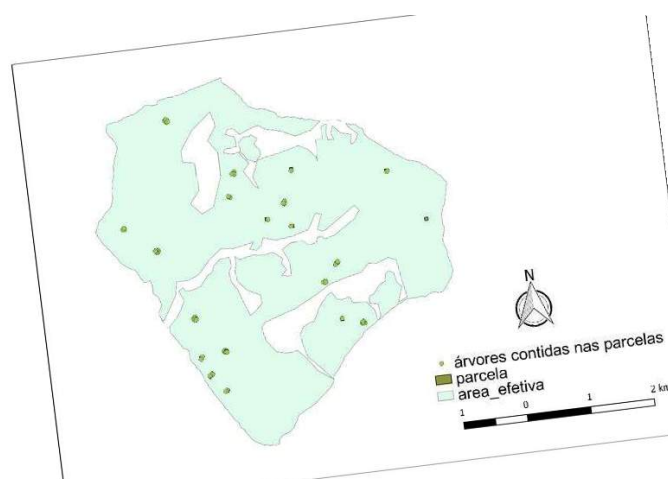 N
árvores contidas nas parcelas
parcela
area_efetiva
1 0 1 2 km